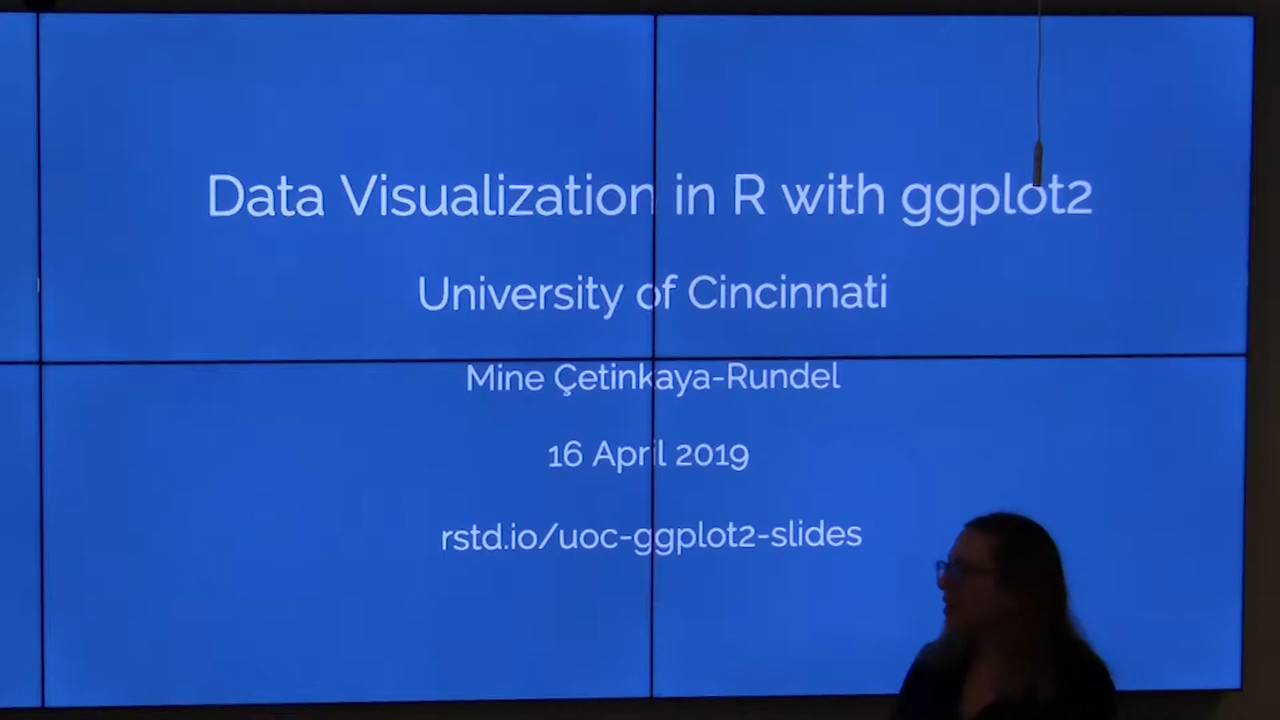 Data Visualization in R with ggplot2
University of Cincinnati
Mine Çetinkaya-Rundel
16 April 2019
rstd.io/uoc-ggplot2-slides